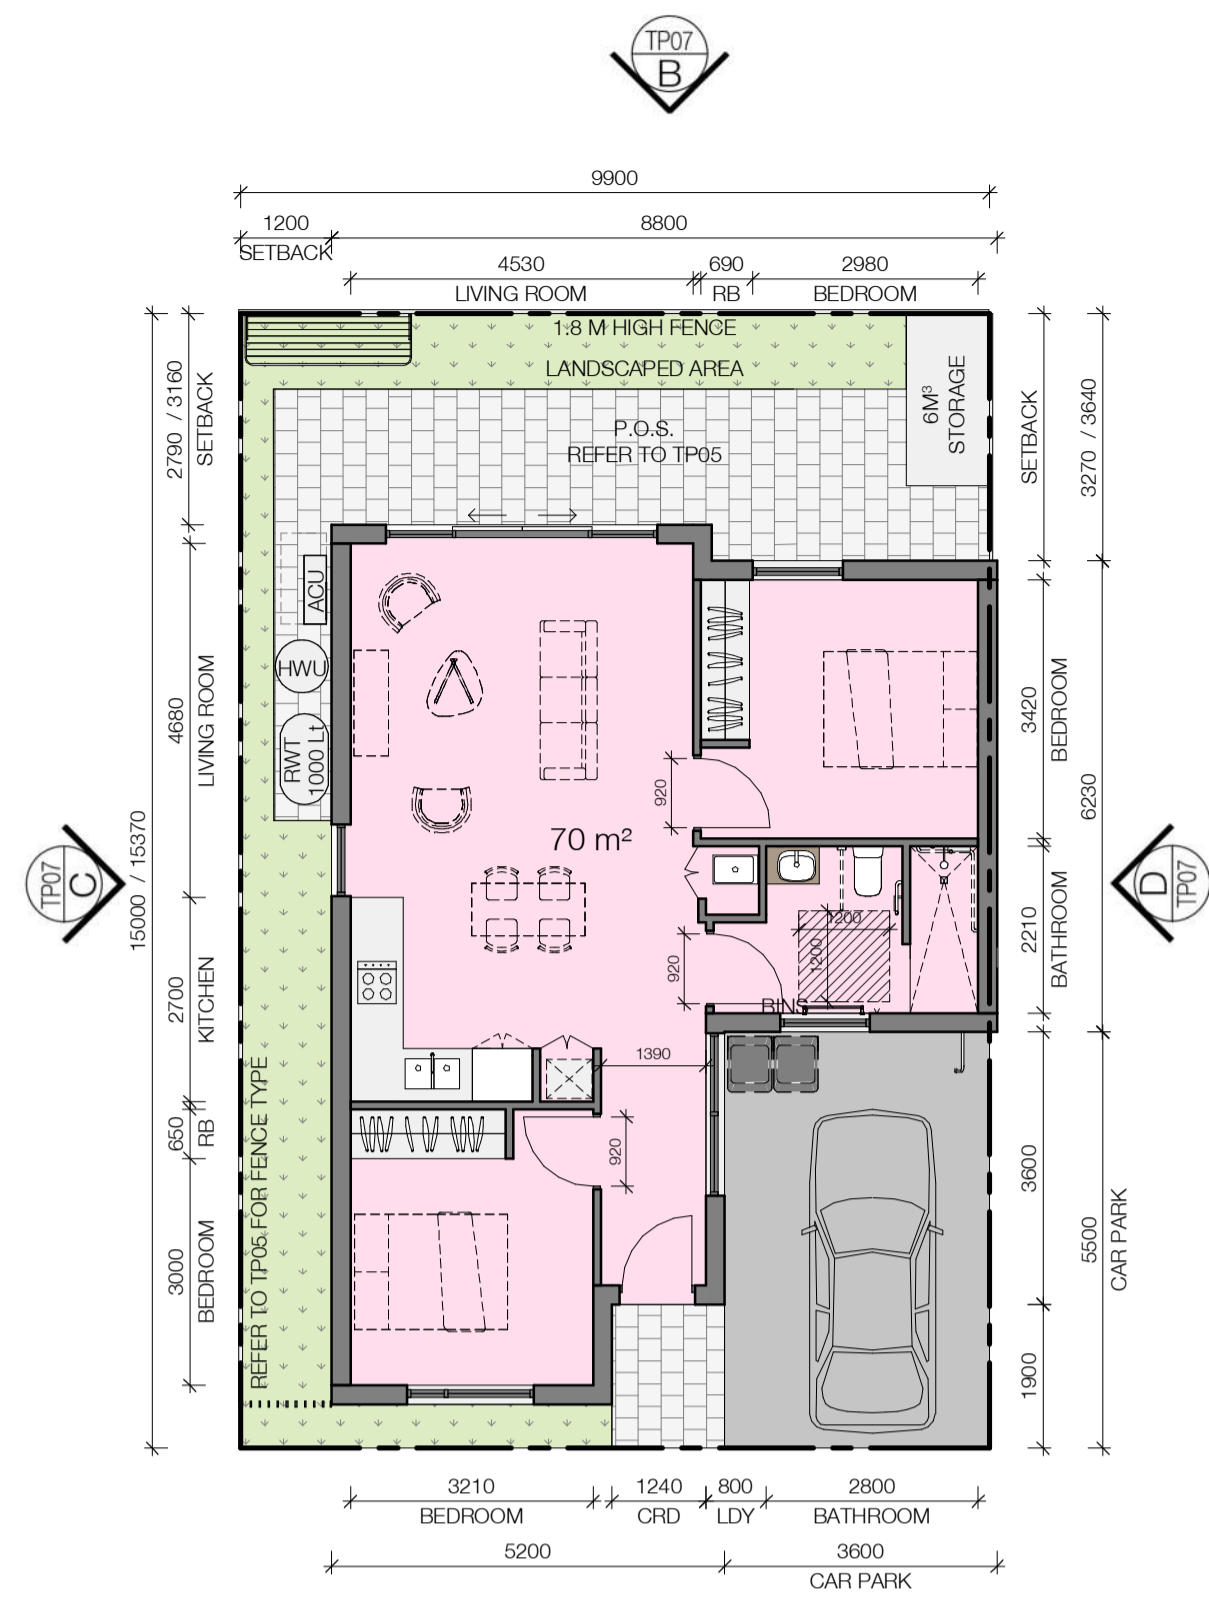 TP07
B
9900
1200
8800
SETBACK
4530
690
2980
LIVING ROOM
RB
BEDROOM
1.8 M HIGH FENCE
LANDSCAPED AREA
6M³
STORAGE
P.O.S.
REFER TO TP05
2790 / 3160
SETBACK
SETBACK
3270 / 3640
ACU
HWU
RWT
1000 Lt
4680
LIVING ROOM
3420
BEDROOM
6230
920
70 m²
15000 / 15370
TP07
C
D
TP07
1200
1200
920
2210
BATHROOM
BINS
2700
KITCHEN
1390
650
RB
920
REFER TO TP05 FOR FENCE TYPE
3000
BEDROOM
3600
5500
CAR PARK
1900
3210
1240
800
2800
BEDROOM
CRD
LDY
BATHROOM
5200
3600
CAR PARK